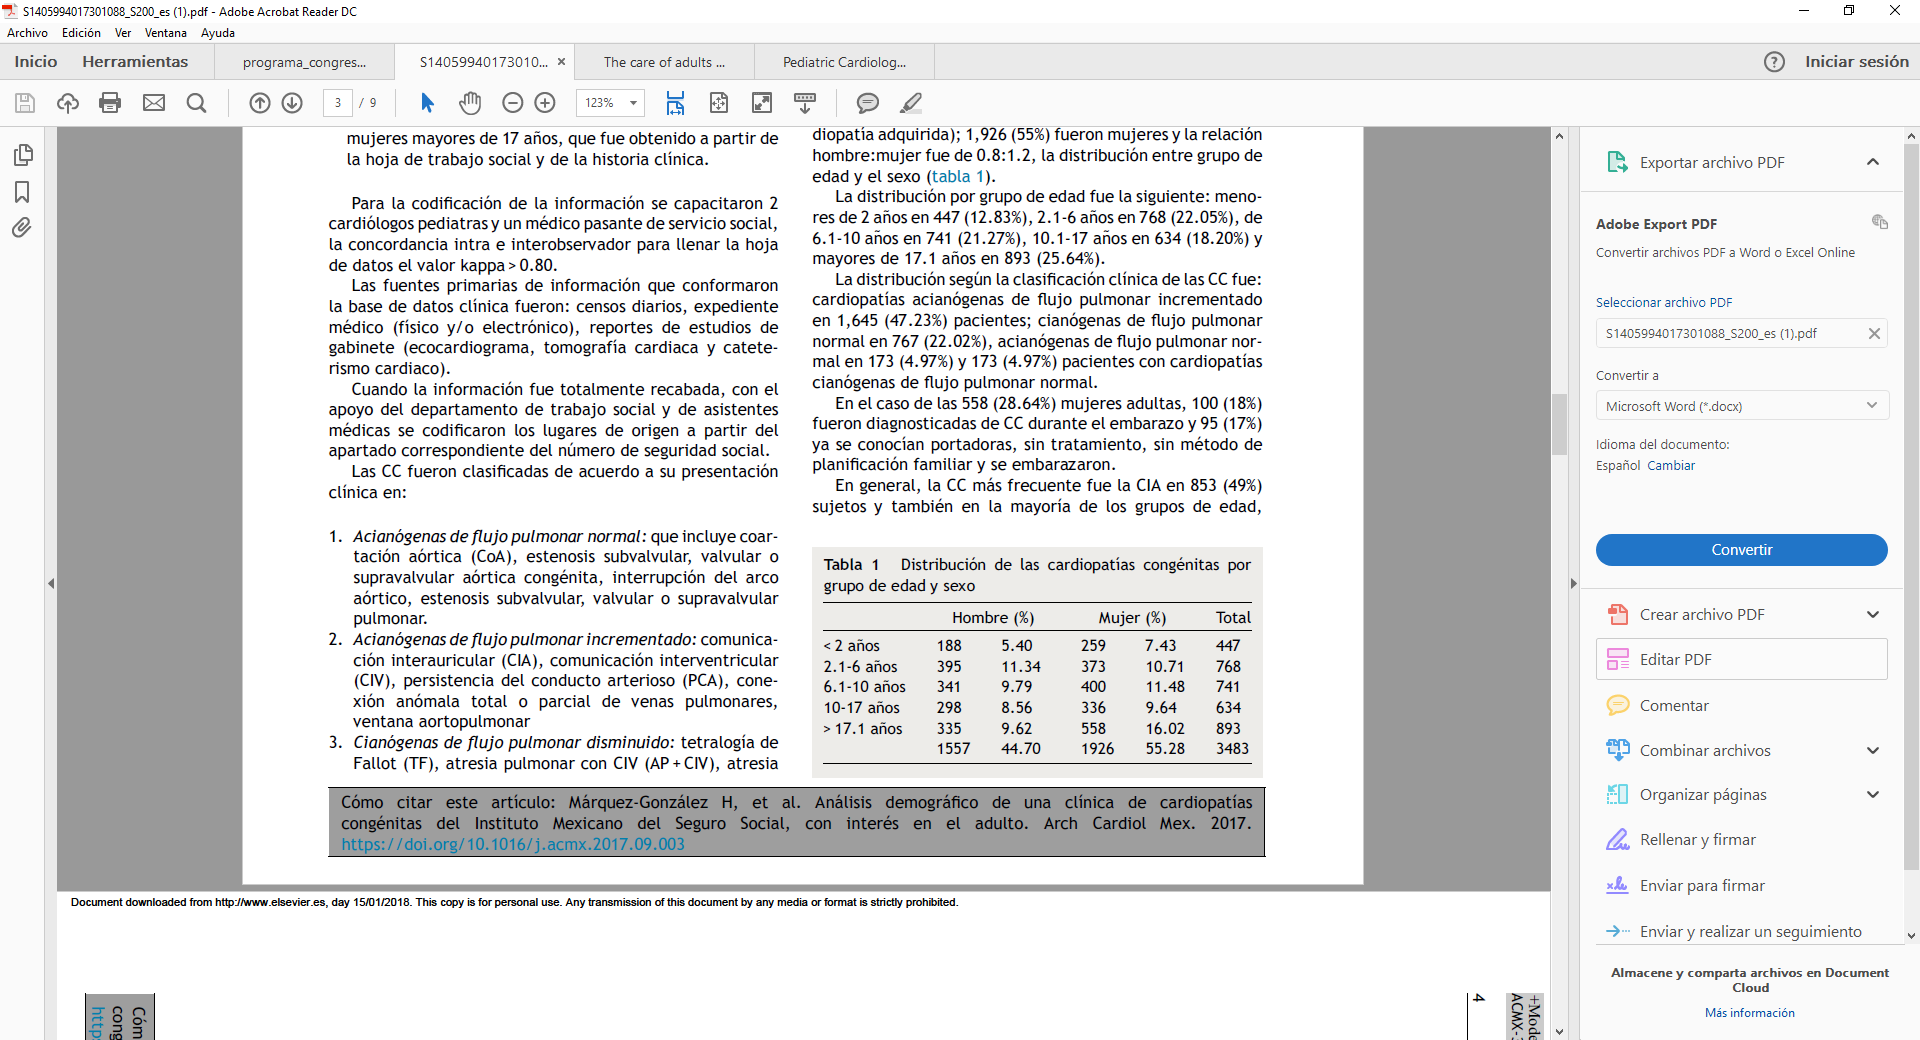 S1405994017301088_S200_es (1).pdf - Adobe Acrobat Reader DC
Archivo Edición Ver Ventana Ayuda
Inicio Herramientas programa_congres... S14059940173010... × The care of adults ... Pediatric Cardiolog... ? Iniciar sesión
3 / 9 123%
mujeres mayores de 17 años, que fue obtenido a partir de
la hoja de trabajo social y de la historia clínica.
Para la codificación de la información se capacitaron 2
cardiólogos pediatras y un médico pasante de servicio social,
la concordancia intra e interobservador para llenar la hoja
de datos el valor kappa > 0.80.
Las fuentes primarias de información que conformaron
la base de datos clínica fueron: censos diarios, expediente
médico (físico y/o electrónico), reportes de estudios de
gabinete (ecocardiograma, tomografía cardiaca y catete-
rismo cardiaco).
Cuando la información fue totalmente recabada, con el
apoyo del departamento de trabajo social y de asistentes
médicas se codificaron los lugares de origen a partir del
apartado correspondiente del número de seguridad social.
Las CC fueron clasificadas de acuerdo a su presentación
clínica en:
1. Acianógenas de flujo pulmonar normal: que incluye coar-
tación aórtica (CoA), estenosis subvalvular, valvular o
supravalvular aórtica congénita, interrupción del arco
aórtico, estenosis subvalvular, valvular o supravalvular
pulmonar.
2. Acianógenas de flujo pulmonar incrementado: comunica-
ción interauricular (CIA), comunicación interventricular
(CIV), persistencia del conducto arterioso (PCA), cone-
xión anómala total o parcial de venas pulmonares,
ventana aortopulmonar
3. Cianógenas de flujo pulmonar disminuido: tetralogía de
Fallot (TF), atresia pulmonar con CIV (AP + CIV), atresia
diopatía adquirida); 1,926 (55%) fueron mujeres y la relación
hombre:mujer fue de 0.8:1.2, la distribución entre grupo de
edad y el sexo (tabla 1).
La distribución por grupo de edad fue la siguiente: meno-
res de 2 años en 447 (12.83%), 2.1-6 años en 768 (22.05%), de
6.1-10 años en 741 (21.27%), 10.1-17 años en 634 (18.20%) y
mayores de 17.1 años en 893 (25.64%).
La distribución según la clasificación clínica de las CC fue:
cardiopatías acianógenas de flujo pulmonar incrementado
en 1,645 (47.23%) pacientes; cianógenas de flujo pulmonar
normal en 767 (22.02%), acianógenas de flujo pulmonar nor-
mal en 173 (4.97%) y 173 (4.97%) pacientes con cardiopatías
cianógenas de flujo pulmonar normal.
En el caso de las 558 (28.64%) mujeres adultas, 100 (18%)
fueron diagnosticadas de CC durante el embarazo y 95 (17%)
ya se conocían portadoras, sin tratamiento, sin método de
planificación familiar y se embarazaron.
En general, la CC más frecuente fue la CIA en 853 (49%)
sujetos y también en la mayoría de los grupos de edad,
Tabla 1 Distribución de las cardiopatías congénitas por
grupo de edad y sexo
Hombre (%) Mujer (%) Total
< 2 años 188 5.40 259 7.43 447
2.1-6 años 395 11.34 373 10.71 768
6.1-10 años 341 9.79 400 11.48 741
10-17 años 298 8.56 336 9.64 634
> 17.1 años 335 9.62 558 16.02 893
1557 44.70 1926 55.28 3483
Cómo citar este artículo: Márquez-González H, et al. Análisis demográfico de una clínica de cardiopatías
congénitas del Instituto Mexicano del Seguro Social, con interés en el adulto. Arch Cardiol Mex. 2017.
https://doi.org/10.1016/j.acmx.2017.09.003
Document downloaded from http://www.elsevier.es, day 15/01/2018. This copy is for personal use. Any transmission of this document by any media or format is strictly prohibited.
Cóm
cong
http
4
+Mode
ACMX-
Exportar archivo PDF
Adobe Export PDF
Convertir archivos PDF a Word o Excel Online
Seleccionar archivo PDF
S1405994017301088_S200_es (1).pdf
Convertir a
Microsoft Word (*.docx)
Idioma del documento:
Español Cambiar
Convertir
Crear archivo PDF
Editar PDF
Comentar
Combinar archivos
Organizar páginas
Rellenar y firmar
Enviar para firmar
Enviar y realizar un seguimiento
Almacene y comparta archivos en Document
Cloud
Más información